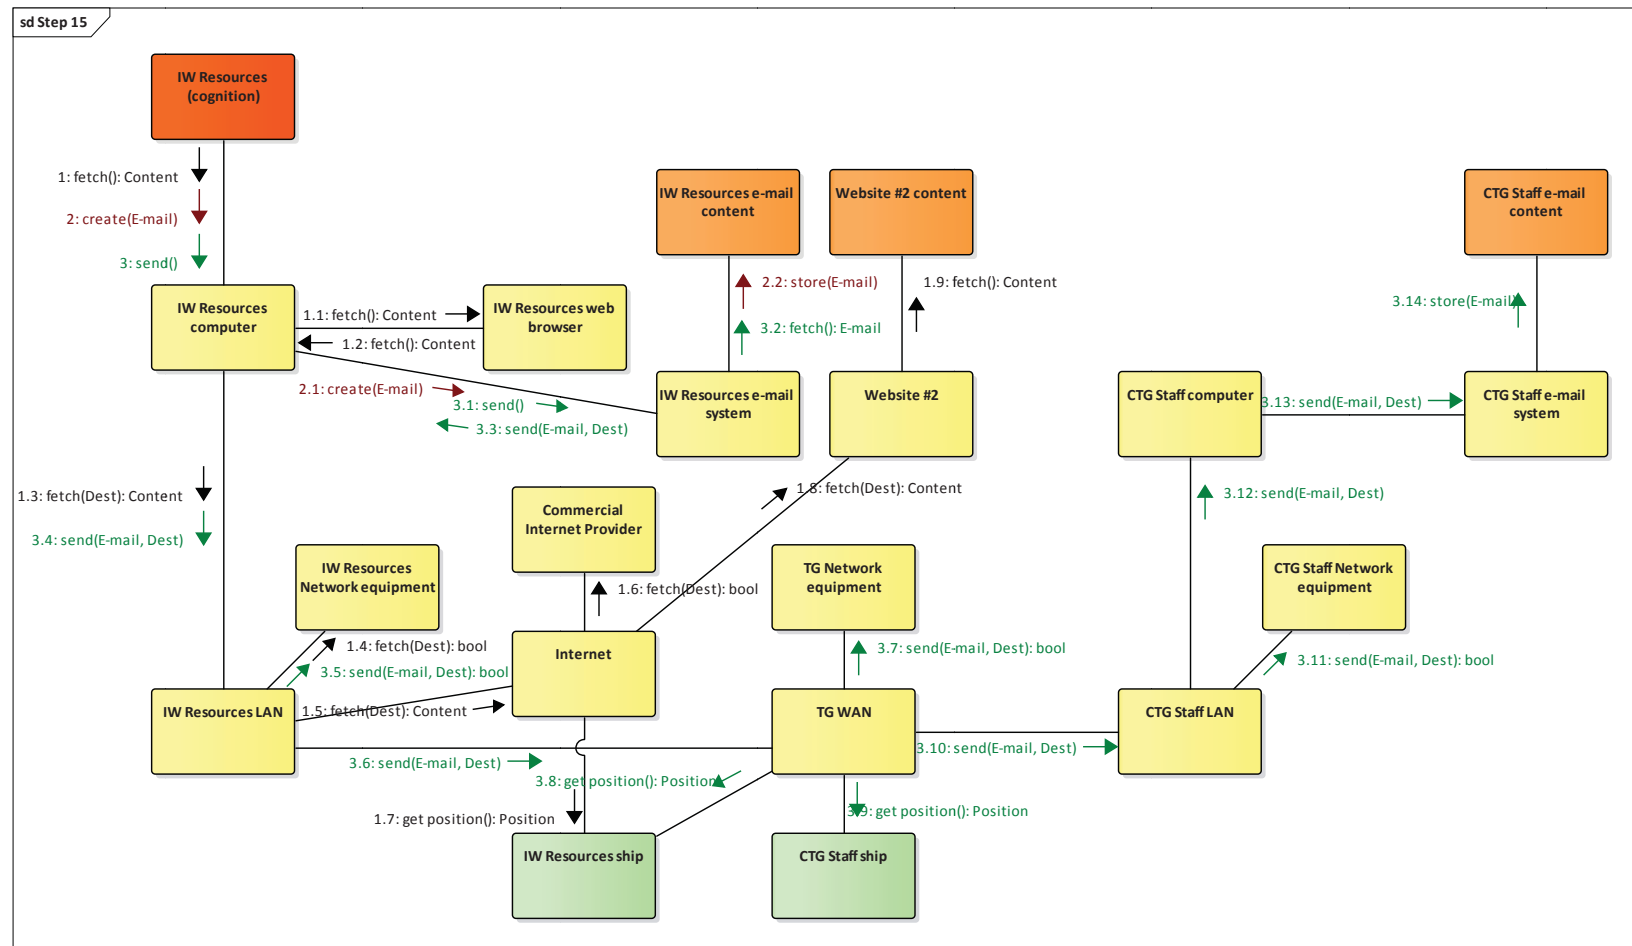 sd Step 15
IW Resources
(cognition)
1: fetch(): Content
2: create(E-mail)
3: send()
IW Resources e-mail
content
Website #2 content
CTG Staff e-mail
content
2.2: store(E-mail)
1.9: fetch(): Content
3.14: store(E-mail)
3.2: fetch(): E-mail
IW Resources
computer
1.1: fetch(): Content
IW Resources web
browser
1.2: fetch(): Content
2.1: create(E-mail)
3.1: send()
3.3: send(E-mail, Dest)
IW Resources e-mail
system
Website #2
CTG Staff computer
3.13: send(E-mail, Dest)
CTG Staff e-mail
system
1.3: fetch(Dest): Content
3.4: send(E-mail, Dest)
1.8: fetch(Dest): Content
3.12: send(E-mail, Dest)
Commercial
Internet Provider
IW Resources
Network equipment
1.6: fetch(Dest): bool
TG Network
equipment
CTG Staff Network
equipment
1.4: fetch(Dest): bool
3.5: send(E-mail, Dest): bool
Internet
3.7: send(E-mail, Dest): bool
3.11: send(E-mail, Dest): bool
IW Resources LAN
1.5: fetch(Dest): Content
TG WAN
CTG Staff LAN
3.6: send(E-mail, Dest)
3.10: send(E-mail, Dest)
3.8: get position(): Position
1.7: get position(): Position
3.9: get position(): Position
IW Resources ship
CTG Staff ship